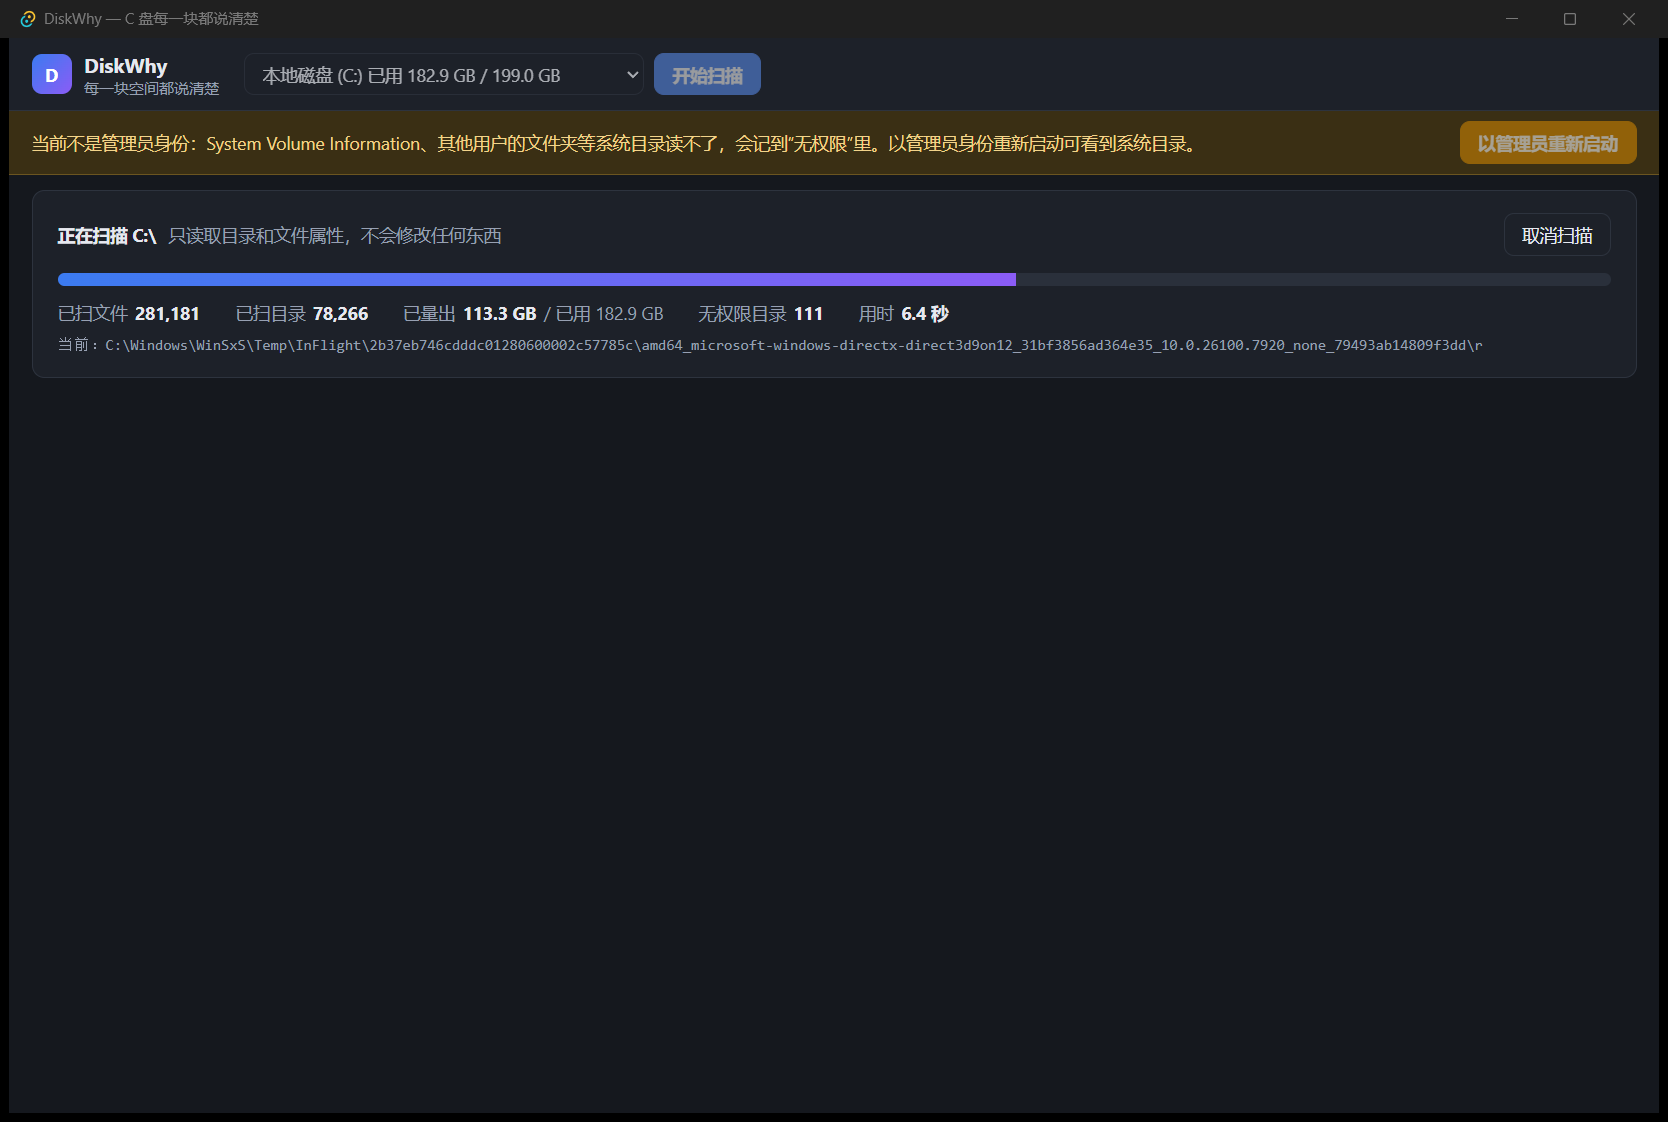 DiskWhy — C 盘每一块都说清楚
D
DiskWhy
每一块空间都说清楚
本地磁盘 (C:) 已用 182.9 GB / 199.0 GB
开始扫描
当前不是管理员身份：System Volume Information、其他用户的文件夹等系统目录读不了，会记到“无权限”里。以管理员身份重新启动可看到系统目录。
以管理员重新启动
正在扫描 C:\ 只读取目录和文件属性，不会修改任何东西
取消扫描
已扫文件 281,181 已扫目录 78,266 已量出 113.3 GB / 已用 182.9 GB 无权限目录 111 用时 6.4 秒
当前：C:\Windows\WinSxS\Temp\InFlight\2b37eb746cdddc01280600002c57785c\amd64_microsoft-windows-directx-direct3d9on12_31bf3856ad364e35_10.0.26100.7920_none_79493ab14809f3dd\r